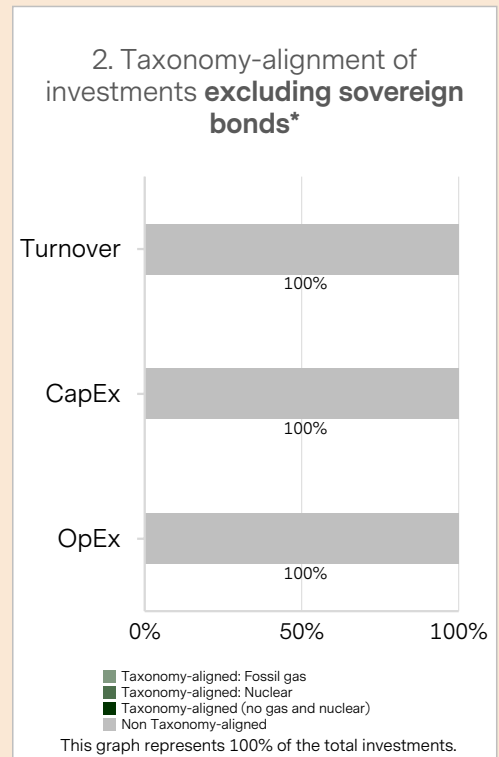 2. Taxonomy-alignment of
investments excluding sovereign
bonds*
Turnover
100%
CapEx
100%
OpEx
100%
0% 50% 100%
Taxonomy-aligned: Fossil gas
Taxonomy-aligned: Nuclear
Taxonomy-aligned (no gas and nuclear)
Non Taxonomy-aligned
This graph represents 100% of the total investments.